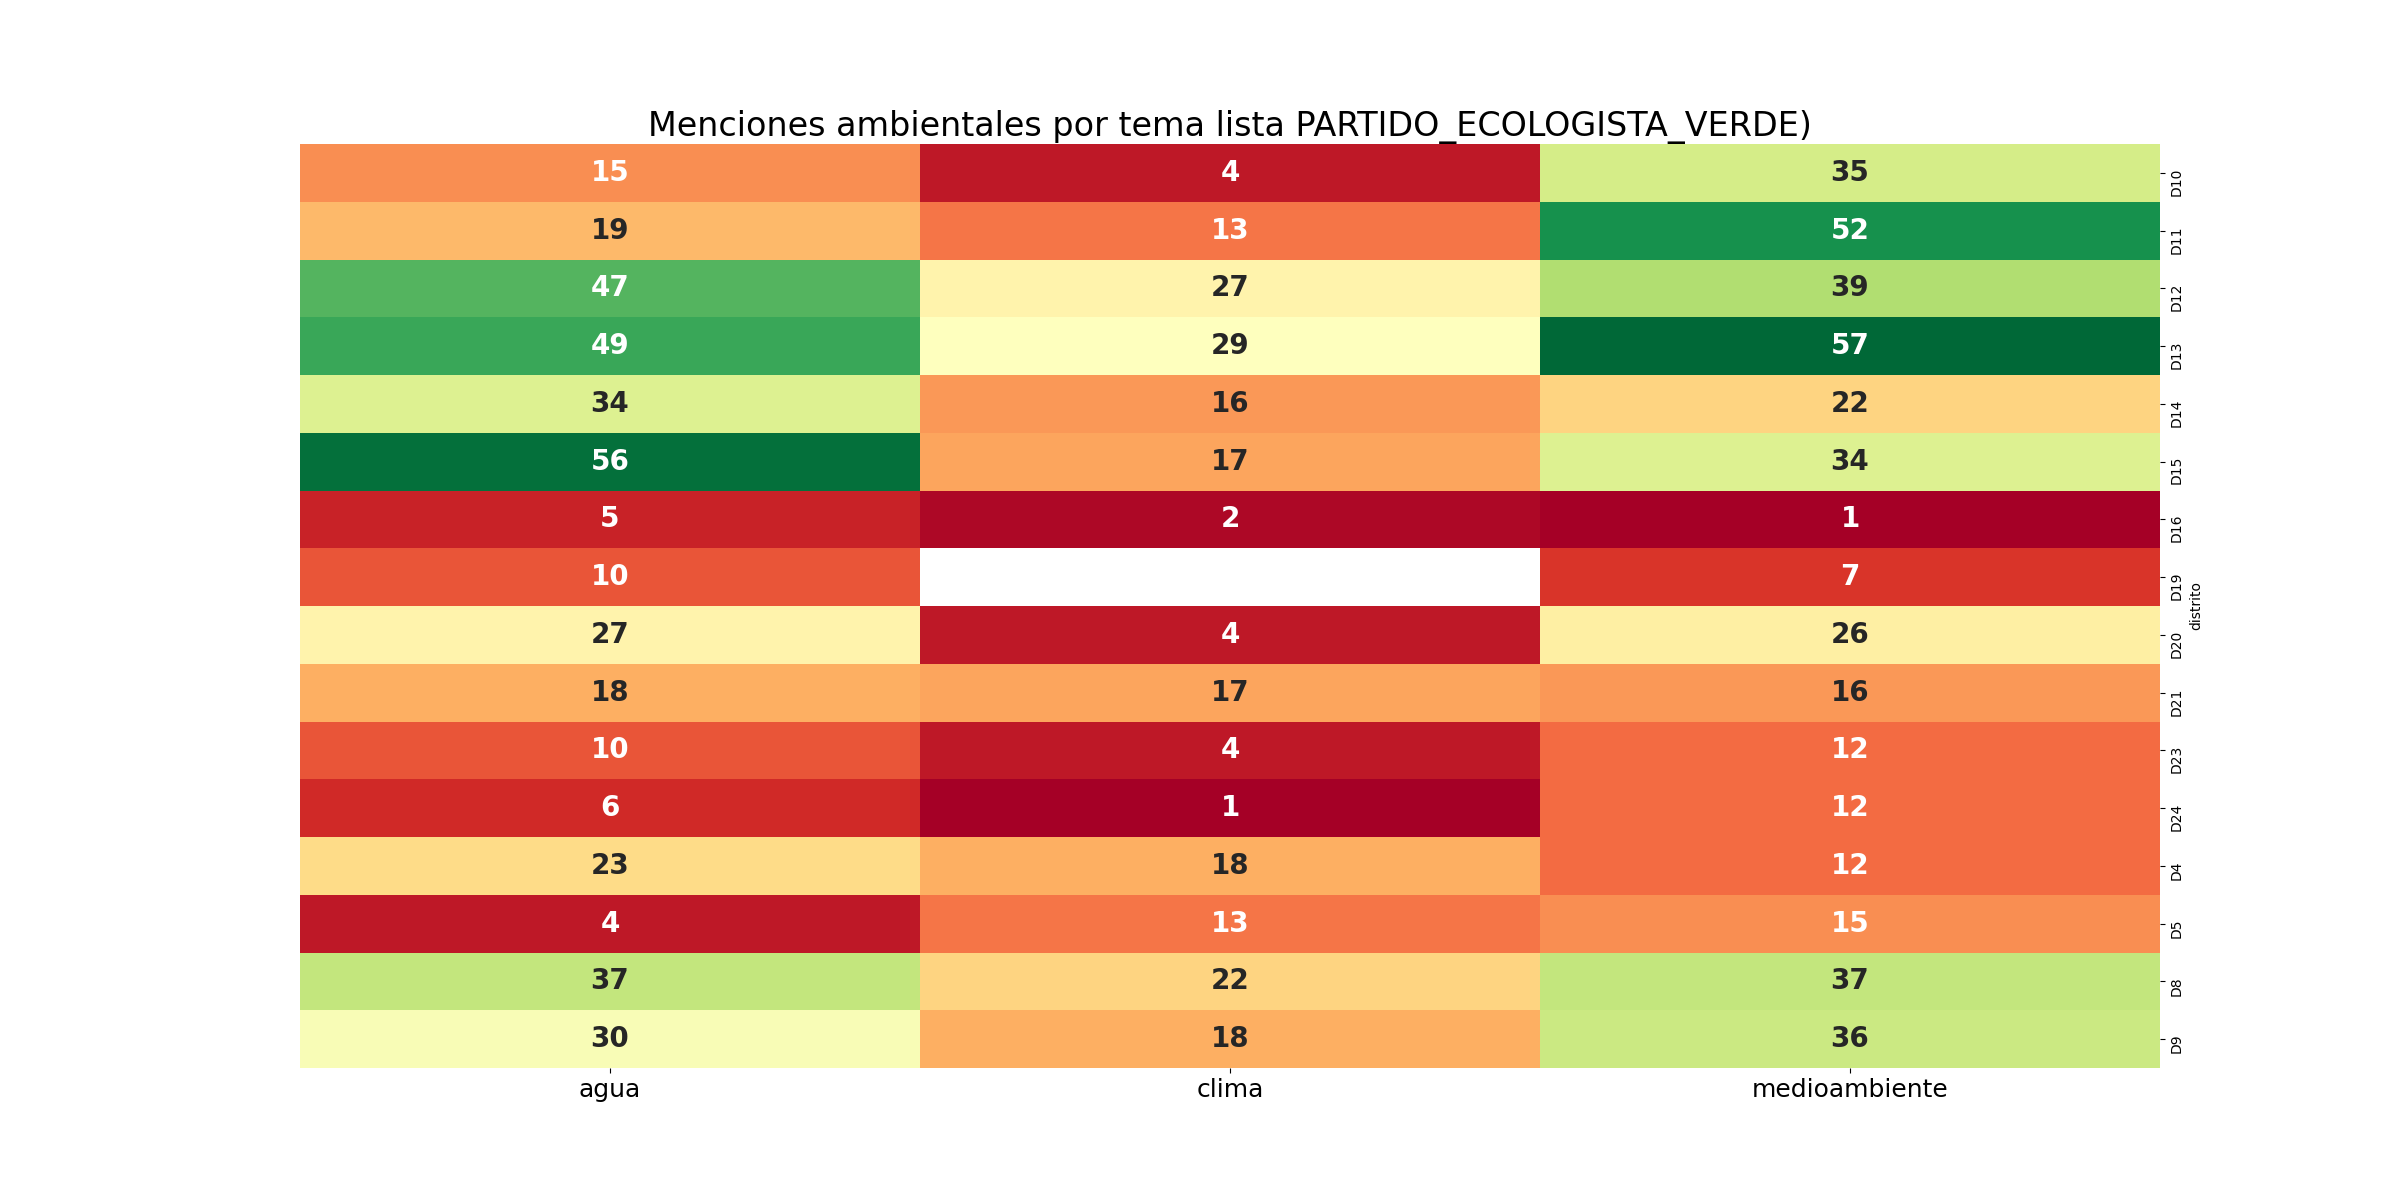 Menciones ambientales por tema lista PARTIDO_ECOLOGISTA_VERDE)
15 4 35 D10
19 13 52 D11
47 27 39 D12
49 29 57 D13
34 16 22 D14
56 17 34 D15
5 2 1 D16
10 7 D19
distrito
27 4 26 D20
18 17 16 D21
10 4 12 D23
6 1 12 D24
23 18 12 D4
4 13 15 D5
37 22 37 D8
30 18 36 D9
agua clima medioambiente